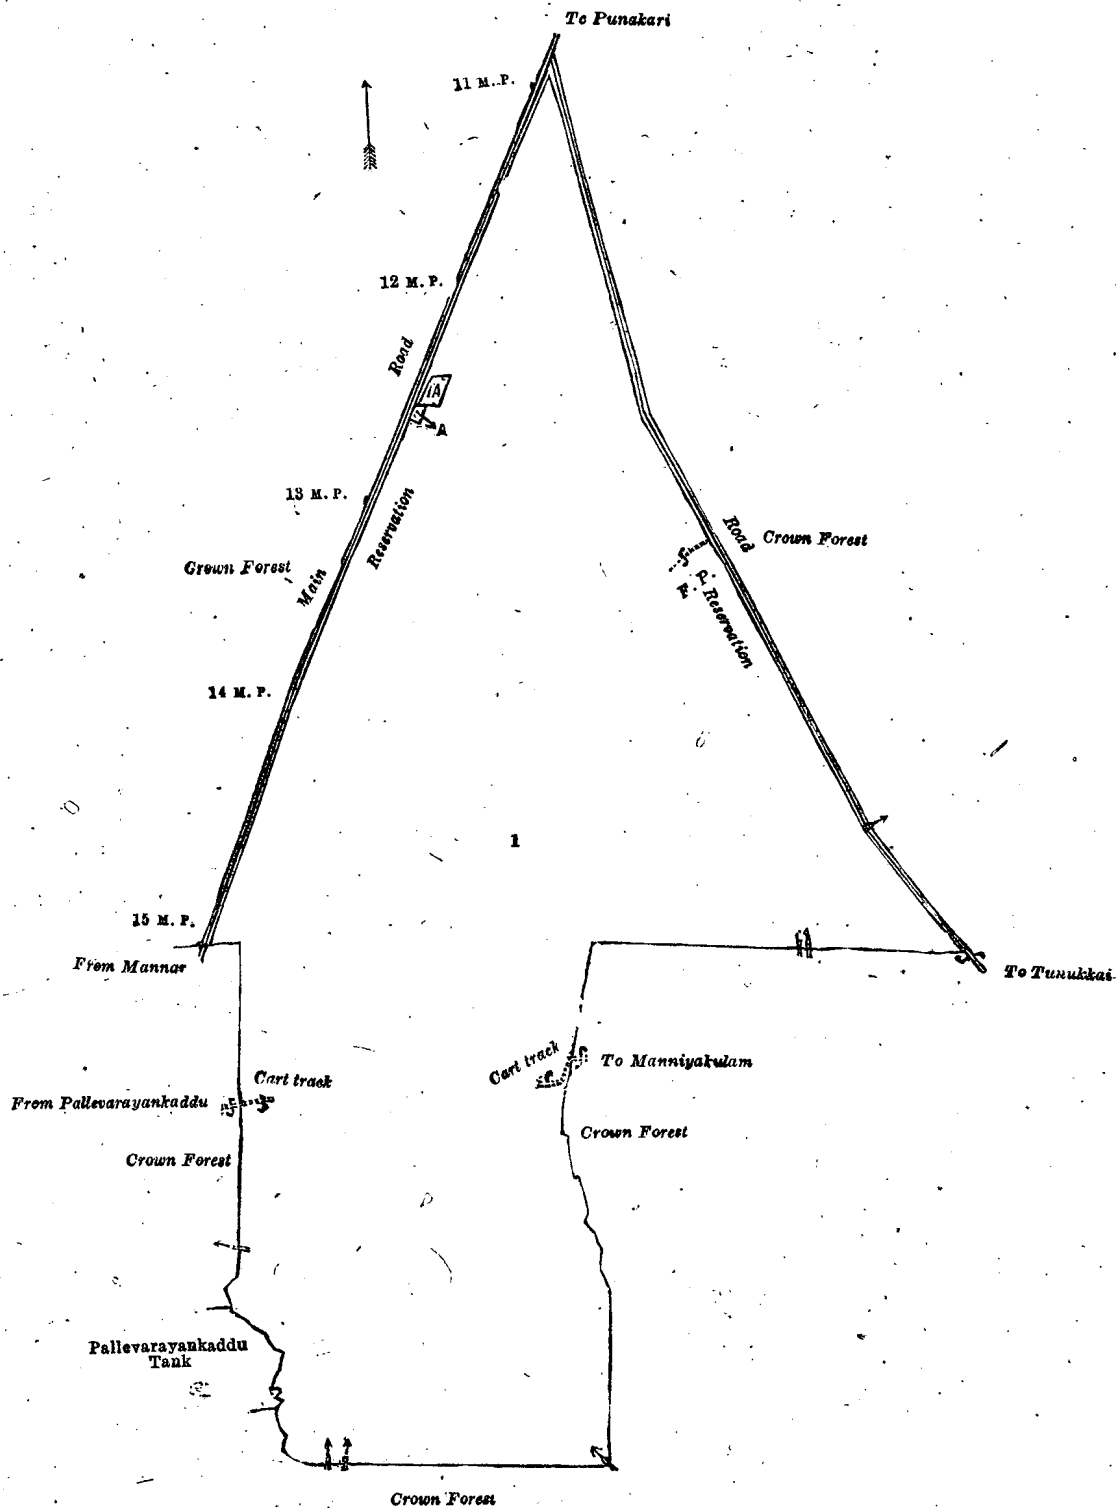 To Punakari
11 M. P.
12 M. P.
Road
1A
A
13 M. P.
Reservation
Main
Crown Forest
Road
Crown Forest
F. P.
Reservation
14 M. P.
1
15 M. P.
From Mannar
To Tunukkai
Cart track
To Manniyakulam
Cart track
From Pallevarayankaddu
Crown Forest
Crown Forest
Pallevarayankaddu
Tank
Crown Forest